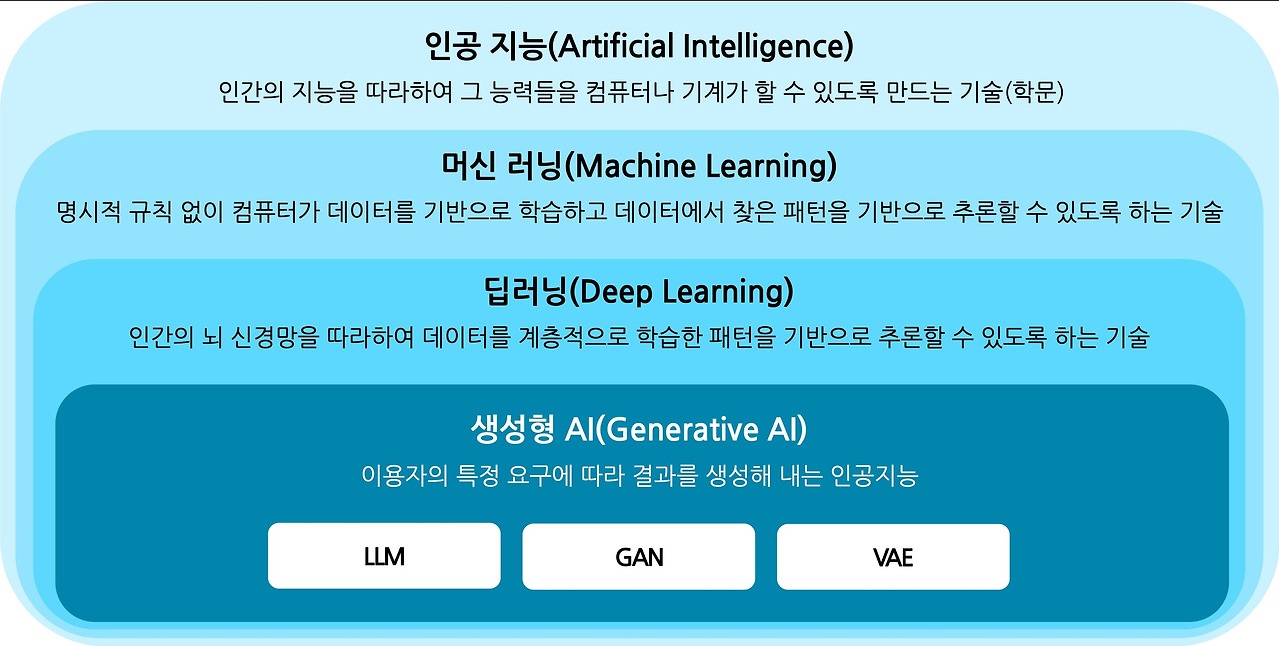 인공 지능(Artificial Intelligence)
인간의 지능을 따라하여 그 능력들을 컴퓨터나 기계가 할 수 있도록 만드는 기술(학문)
머신 러닝(Machine Learning)
명시적 규칙 없이 컴퓨터가 데이터를 기반으로 학습하고 데이터에서 찾은 패턴을 기반으로 추론할 수 있도록 하는 기술
딥러닝(Deep Learning)
인간의 뇌 신경망을 따라하여 데이터를 계층적으로 학습한 패턴을 기반으로 추론할 수 있도록 하는 기술
생성형 AI(Generative AI)
이용자의 특정 요구에 따라 결과를 생성해 내는 인공지능
LLM
GAN
VAE